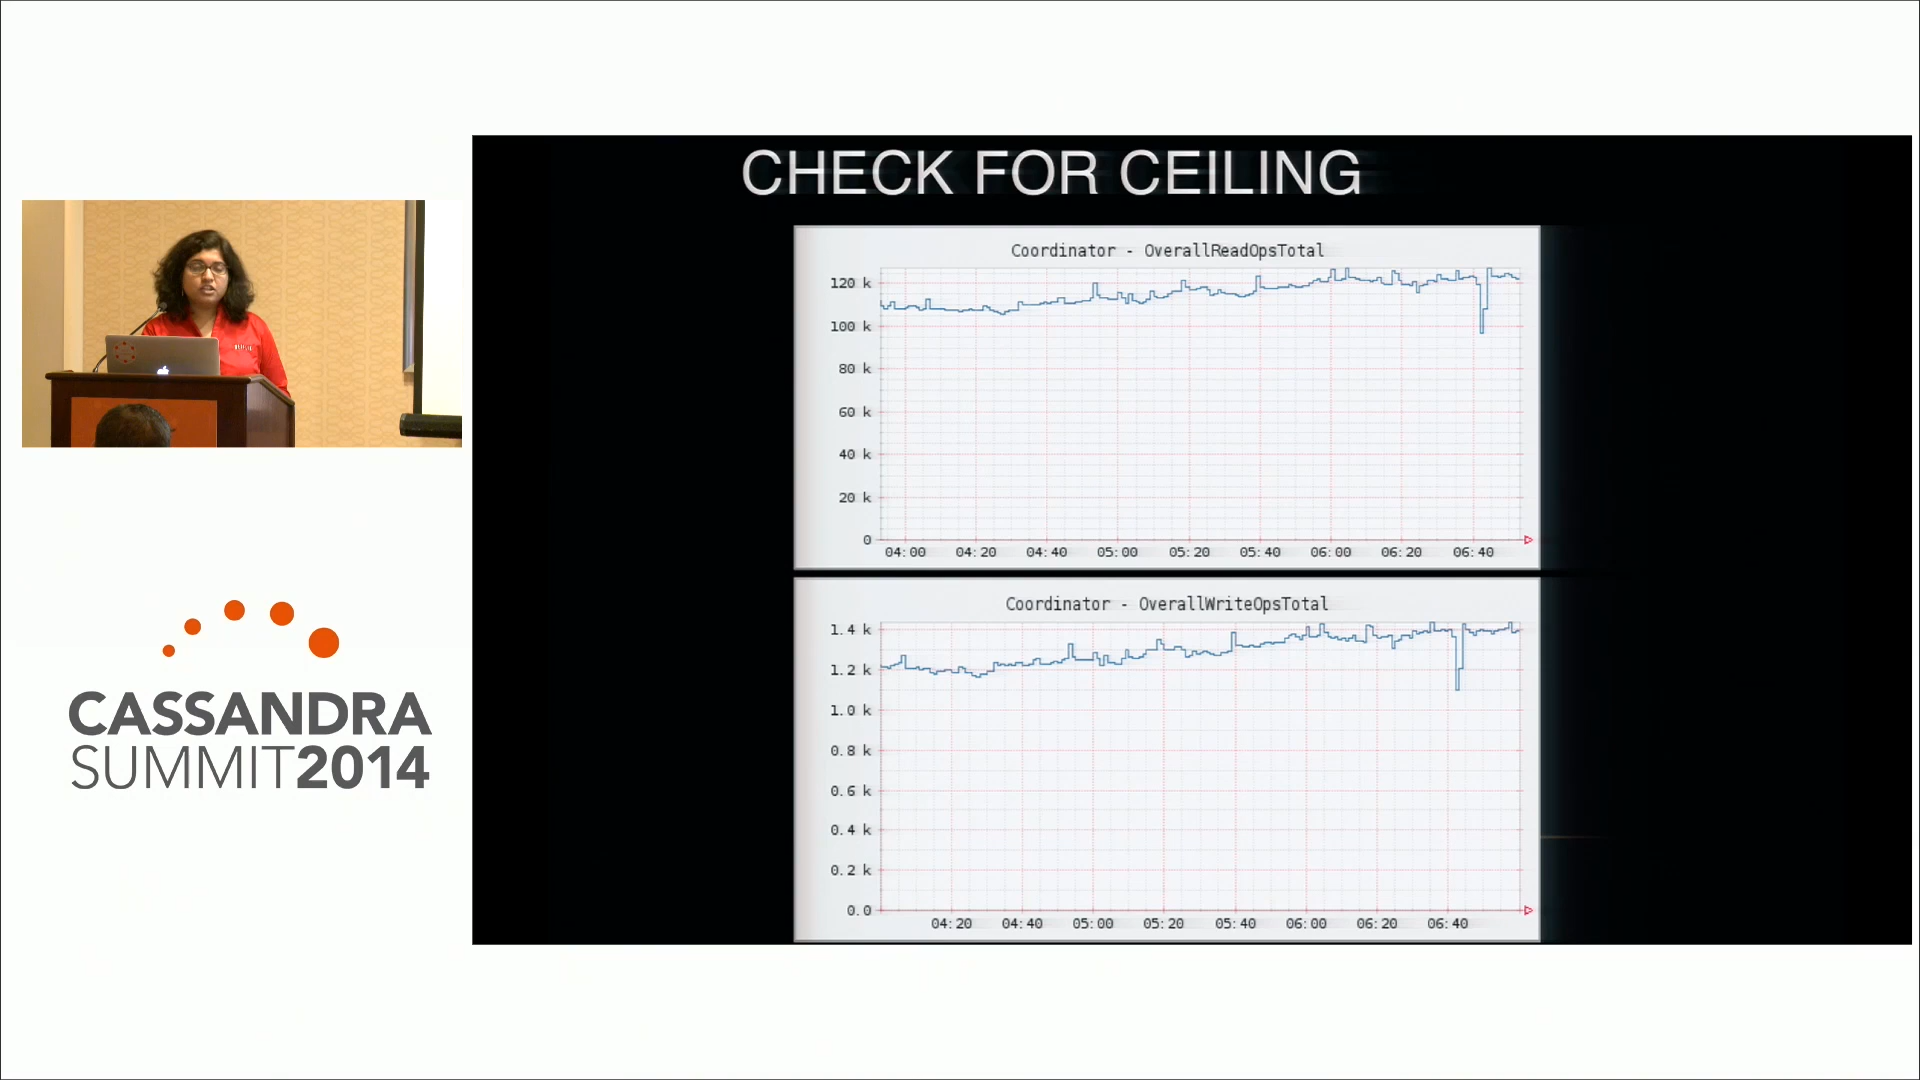 CHECK FOR CEILING
Coordinator - OverallReadOpsTotal
120 k
100 k
80 k
60 k
40 k
20 k
0
04:00 04:20 04:40 05:00 05:20 05:40 06:00 06:20 06:40
Coordinator - OverallWriteOpsTotal
1.4 k
1.2 k
1.0 k
0.8 k
0.6 k
0.4 k
0.2 k
0.0
04:20 04:40 05:00 05:20 05:40 06:00 06:20 06:40
CASSANDRA
SUMMIT2014